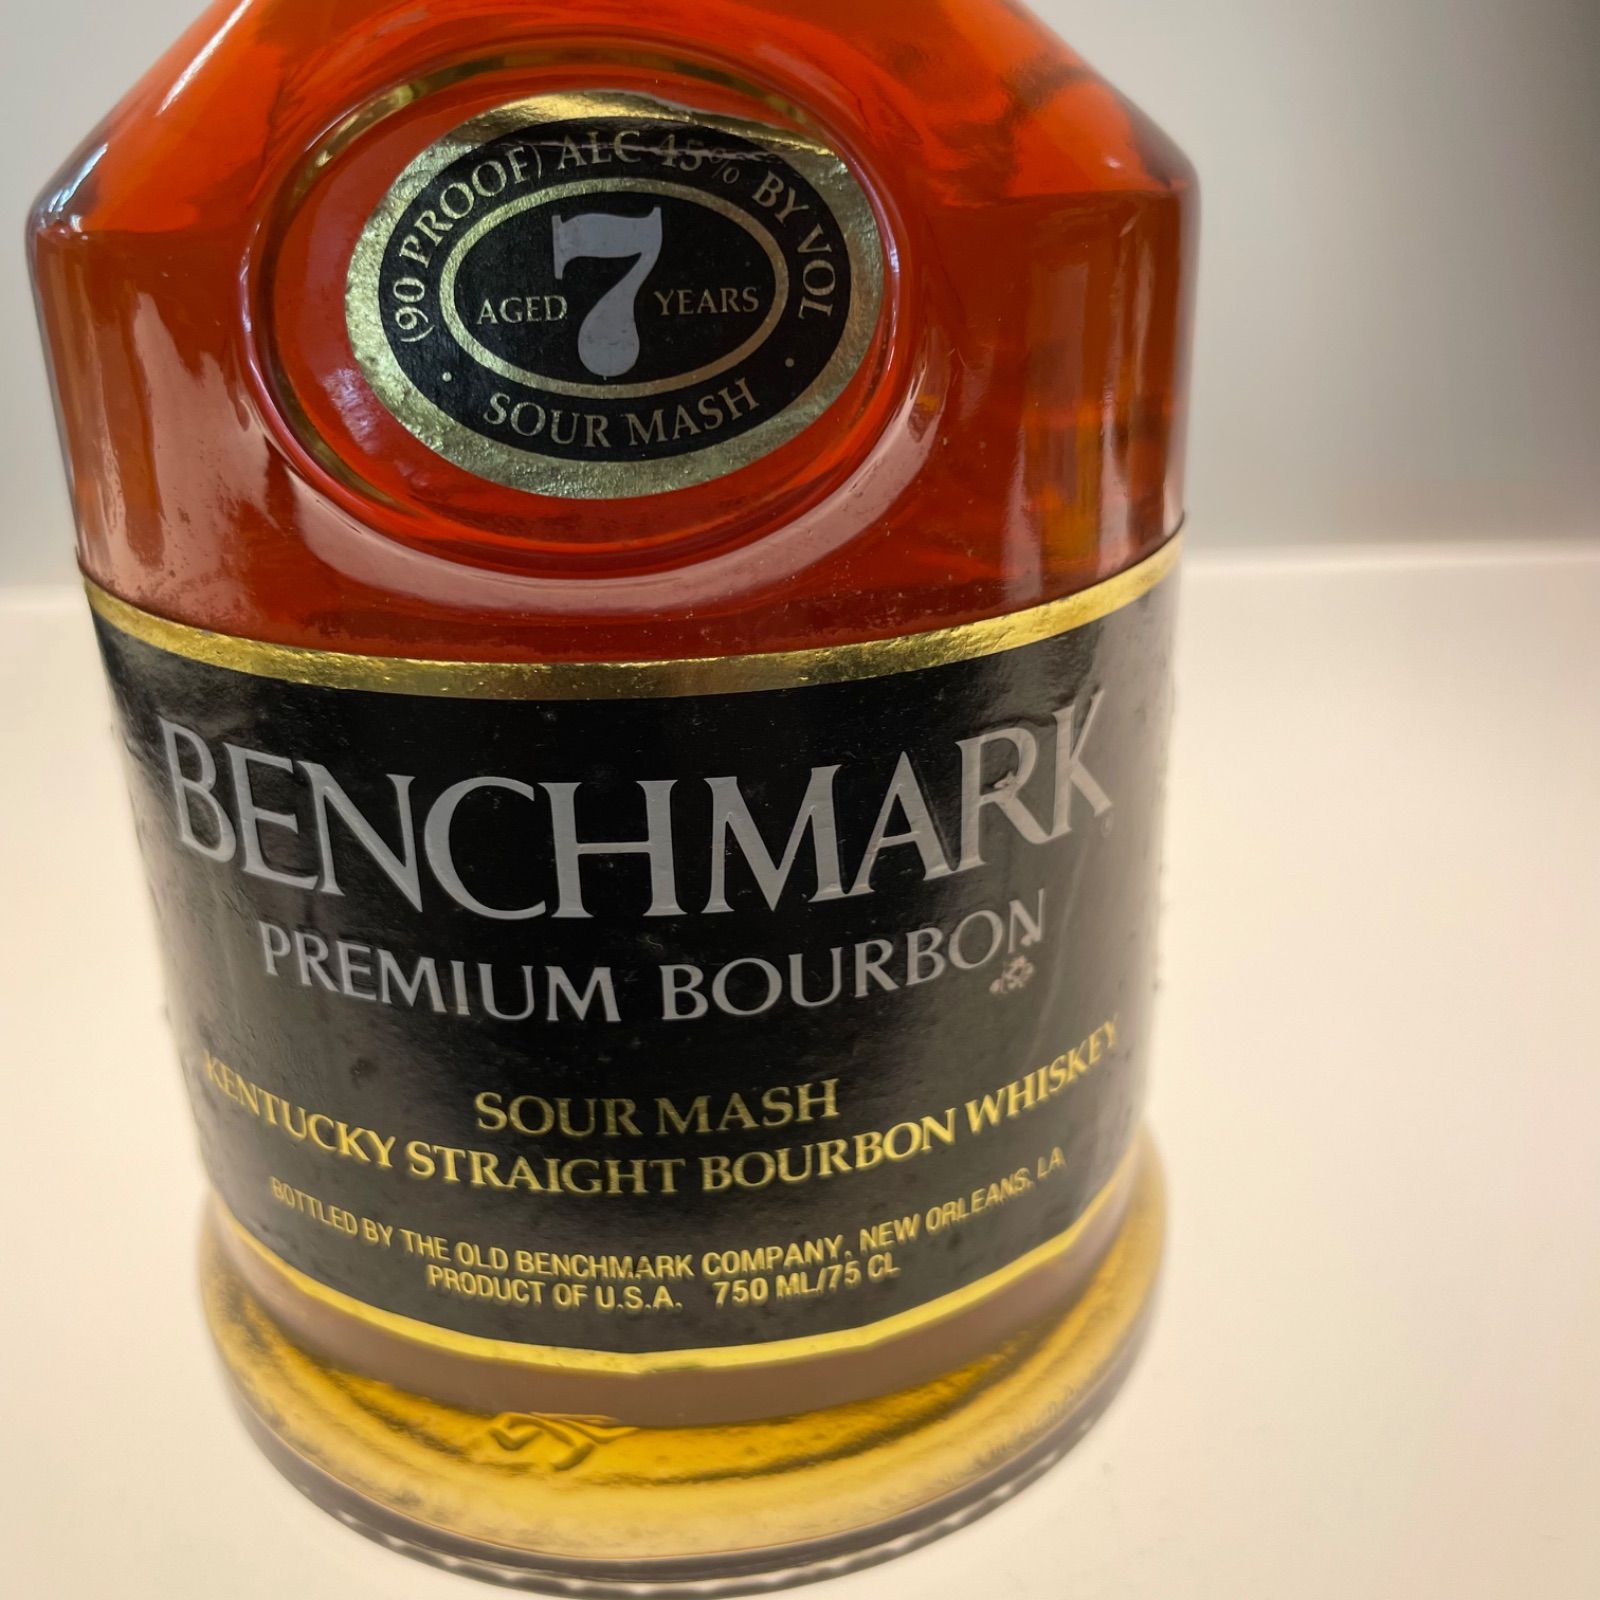 (90 PROOF) ALC 45% BY VOL
AGED 7 YEARS
· SOUR MASH ·
BENCHMARK®
PREMIUM BOURBON
SOUR MASH
KENTUCKY STRAIGHT BOURBON WHISKEY
BOTTLED BY THE OLD BENCHMARK COMPANY, NEW ORLEANS, LA.
PRODUCT OF U.S.A. 750 ML/75 CL